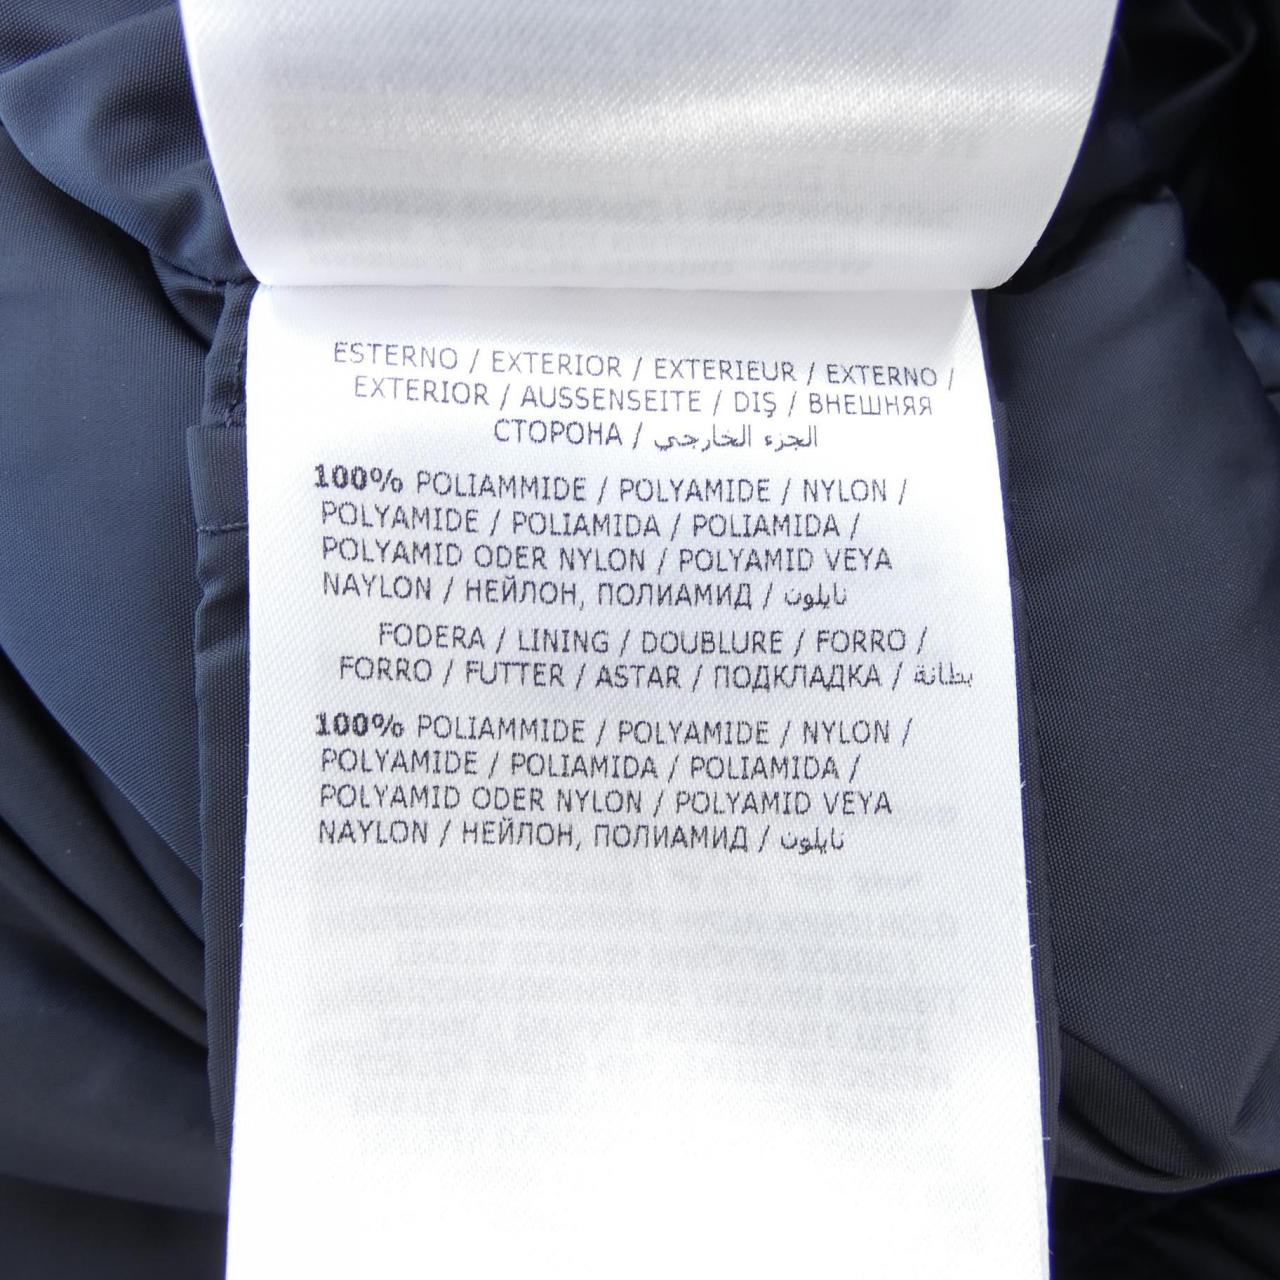 ESTERNO / EXTERIOR / EXTERIEUR / EXTERNO /
EXTERIOR / AUSSENSEITE / DIŞ / ВНЕШНЯЯ
СТОРОНА / الجزء الخارجي
100% POLIAMMIDE / POLYAMIDE / NYLON /
POLYAMIDE / POLIAMIDA / POLIAMIDA /
POLYAMID ODER NYLON / POLYAMID VEYA
NAYLON / НЕЙЛОН, ПОЛИАМИД / نايلون
FODERA / LINING / DOUBLURE / FORRO /
FORRO / FUTTER / ASTAR / ПОДКЛАДКА / بطانة
100% POLIAMMIDE / POLYAMIDE / NYLON /
POLYAMIDE / POLIAMIDA / POLIAMIDA /
POLYAMID ODER NYLON / POLYAMID VEYA
NAYLON / НЕЙЛОН, ПОЛИАМИД / نايلون